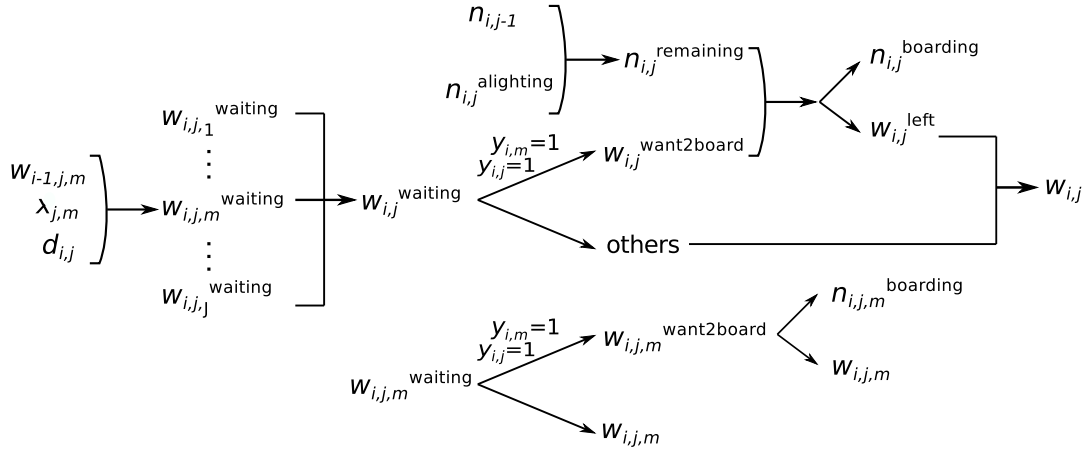 n_{i,j-1}
n_{i,j}^{alighting}
n_{i,j}^{remaining}
n_{i,j}^{boarding}
w_{i,j}^{left}
w_{i-1,j,m}
λ_{j,m}
d_{i,j}
w_{i,j,1}^{waiting}
⋮
w_{i,j,m}^{waiting}
⋮
w_{i,j,J}^{waiting}
w_{i,j}^{waiting}
y_{i,m}=1
y_{i,j}=1
w_{i,j}^{want2board}
others
w_{i,j}
w_{i,j,m}^{waiting}
y_{i,m}=1
y_{i,j}=1
w_{i,j,m}^{want2board}
w_{i,j,m}
n_{i,j,m}^{boarding}
w_{i,j,m}